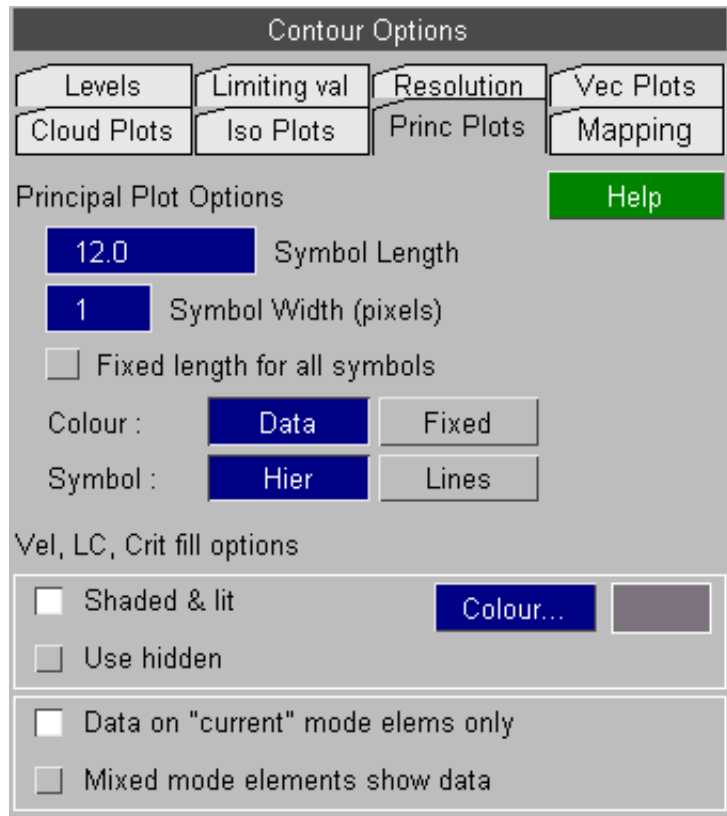 Contour Options
Levels Limiting val Resolution Vec Plots
Cloud Plots Iso Plots Princ Plots Mapping
Principal Plot Options Help
12.0 Symbol Length
1 Symbol Width (pixels)
Fixed length for all symbols
Colour : Data Fixed
Symbol : Hier Lines
Vel, LC, Crit fill options
Shaded & lit Colour...
Use hidden
Data on "current" mode elems only
Mixed mode elements show data